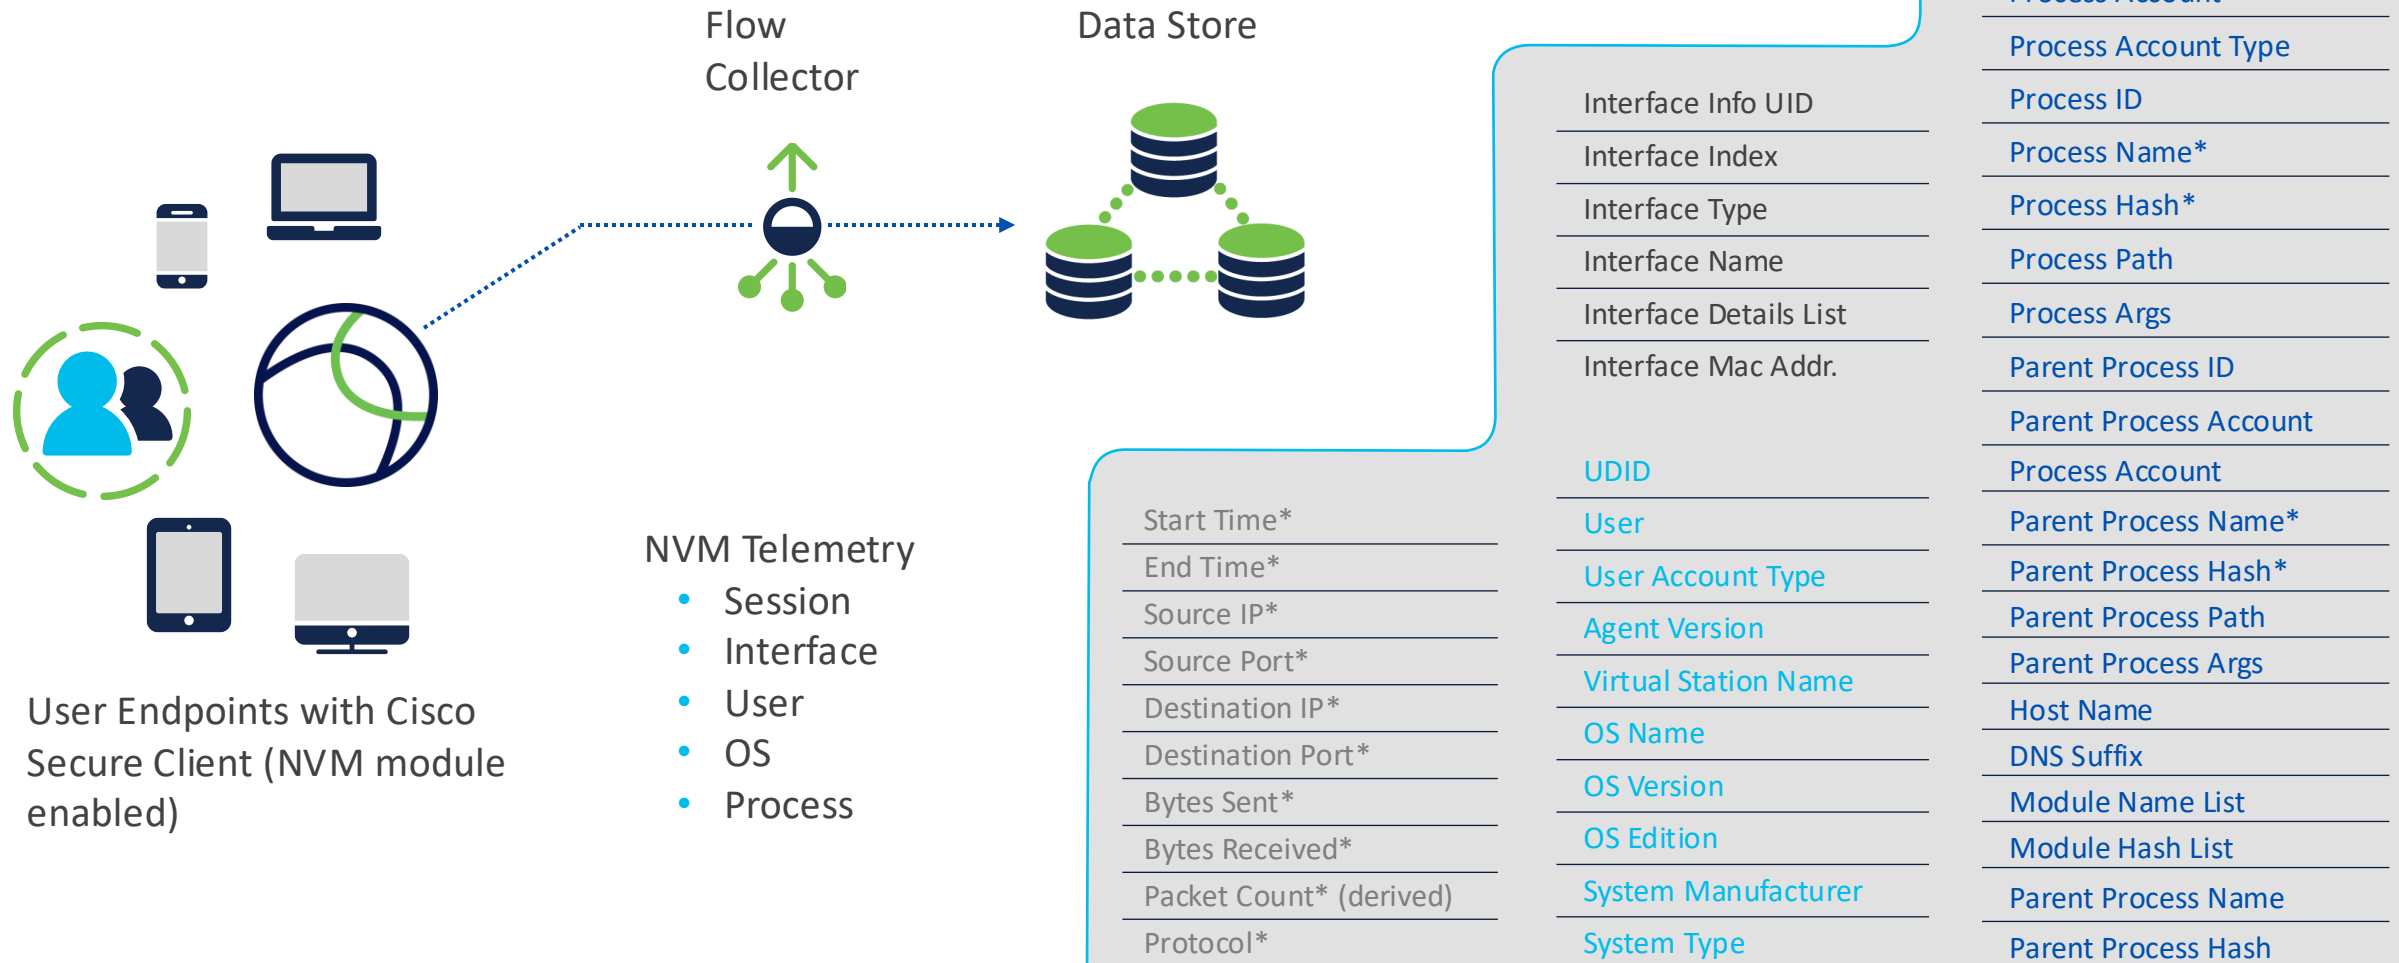 Flow
Collector
Data Store
User Endpoints with Cisco
Secure Client (NVM module
enabled)
NVM Telemetry
• Session
• Interface
• User
• OS
• Process
Start Time*
End Time*
Source IP*
Source Port*
Destination IP*
Destination Port*
Bytes Sent*
Bytes Received*
Packet Count* (derived)
Protocol*
Interface Info UID
Interface Index
Interface Type
Interface Name
Interface Details List
Interface Mac Addr.
UDID
User
User Account Type
Agent Version
Virtual Station Name
OS Name
OS Version
OS Edition
System Manufacturer
System Type
Process Account
Process Account Type
Process ID
Process Name*
Process Hash*
Process Path
Process Args
Parent Process ID
Parent Process Account
Process Account
Parent Process Name*
Parent Process Hash*
Parent Process Path
Parent Process Args
Host Name
DNS Suffix
Module Name List
Module Hash List
Parent Process Name
Parent Process Hash